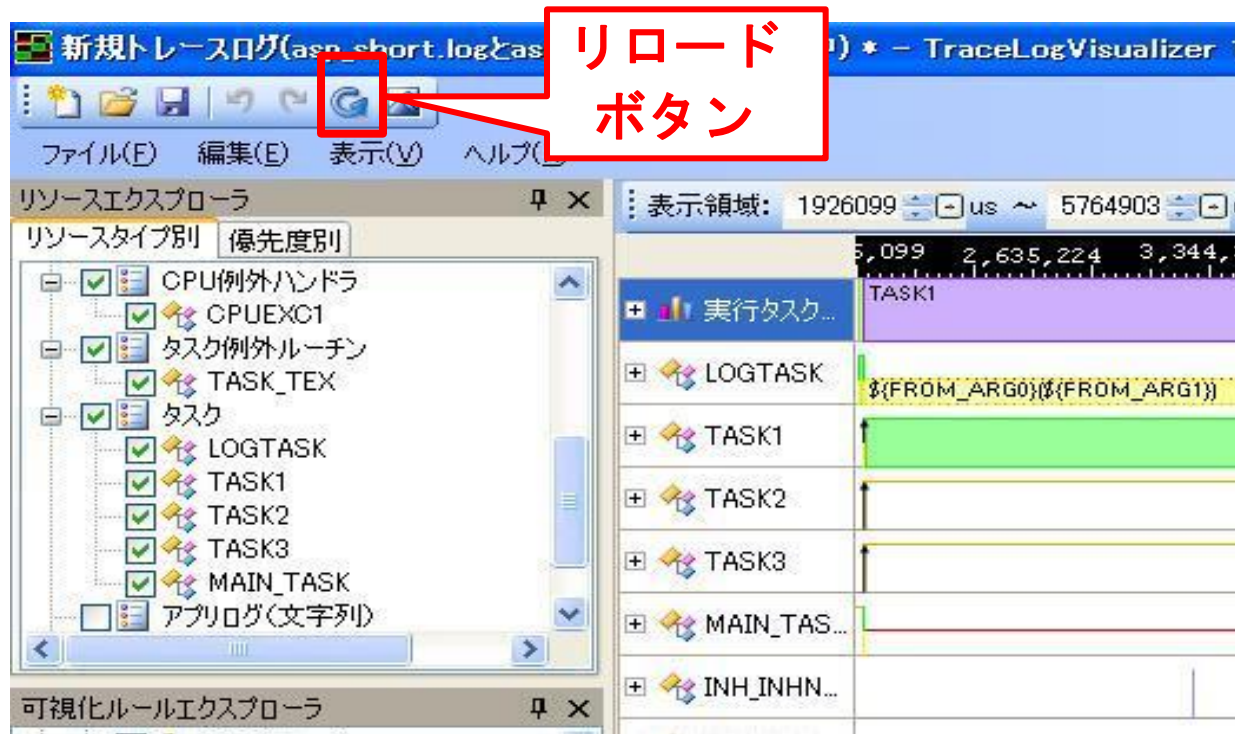 新規トレースログ(asp_short.logとas
) * - TraceLogVisualizer
リロード
ボタン
ファイル(F) 編集(E) 表示(V) ヘルプ(
リソースエクスプローラ
リソースタイプ別 優先度別
CPU例外ハンドラ
CPUEXC1
タスク例外ルーチン
TASK_TEX
タスク
LOGTASK
TASK1
TASK2
TASK3
MAIN_TASK
アプリログ(文字列)
可視化ルールエクスプローラ
表示領域: 1926099 us ~ 5764903
,099 2,635,224 3,344,
実行タスク...
TASK1
LOGTASK
${FROM_ARG0}(${FROM_ARG1})
TASK1
TASK2
TASK3
MAIN_TAS...
INH_INHN...